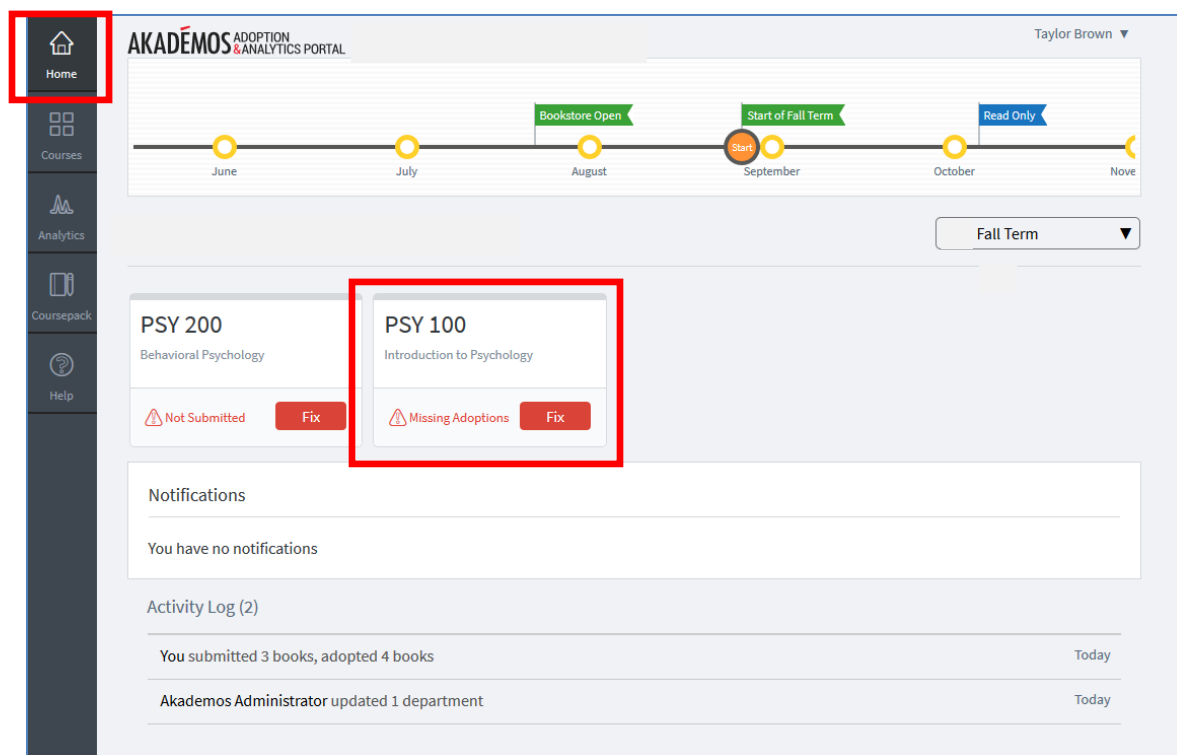 Home
Courses
Analytics
Coursepack
Help
AKADÉMOS ADOPTION & ANALYTICS PORTAL
Taylor Brown ▼
Bookstore Open
Start of Fall Term
Read Only
Start
June
July
August
September
October
Nove
Fall Term ▼
PSY 200
Behavioral Psychology
Not Submitted
Fix
PSY 100
Introduction to Psychology
Missing Adoptions
Fix
Notifications
You have no notifications
Activity Log (2)
You submitted 3 books, adopted 4 books
Today
Akademos Administrator updated 1 department
Today